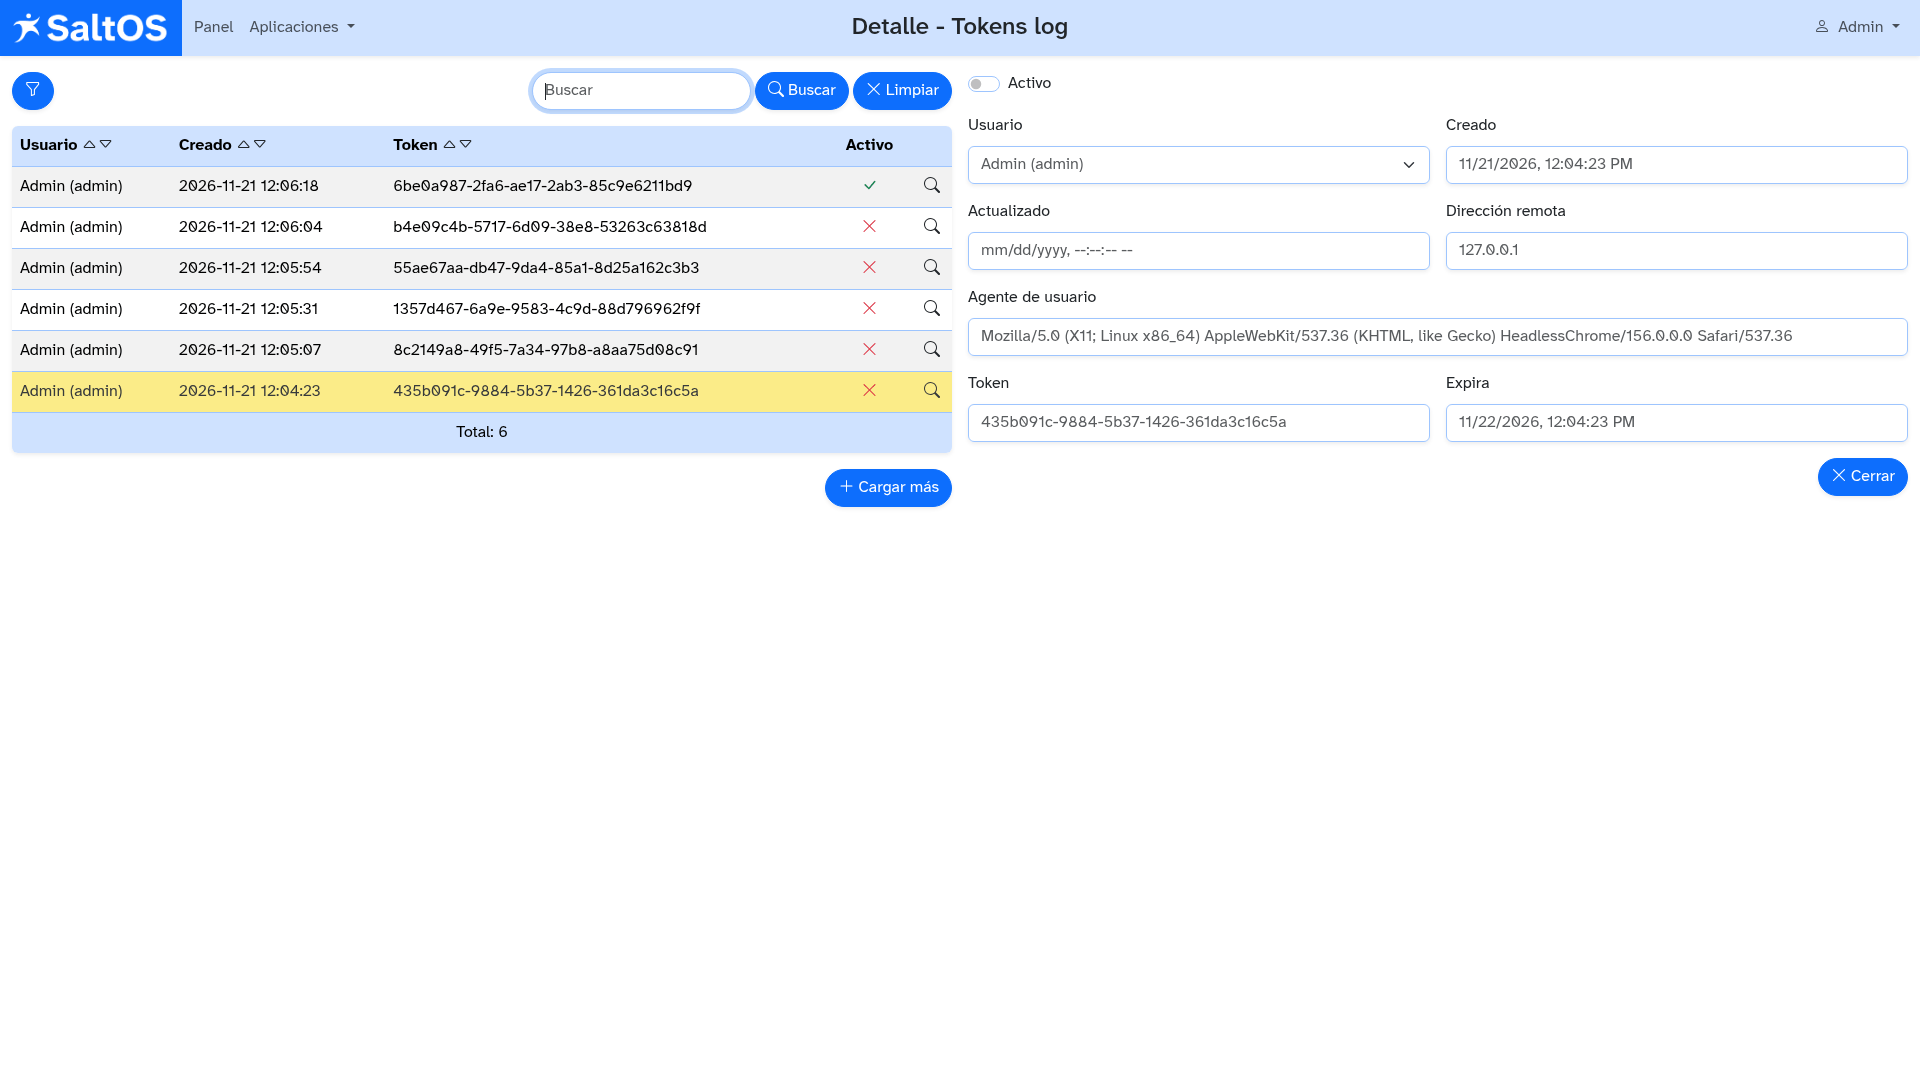 SaltOS Panel Aplicaciones Detalle - Tokens log Admin
Buscar Buscar Limpiar
Usuario Creado Token Activo
Admin (admin) 2026-11-21 12:06:18 6be0a987-2fa6-ae17-2ab3-85c9e6211bd9
Admin (admin) 2026-11-21 12:06:04 b4e09c4b-5717-6d09-38e8-53263c63818d
Admin (admin) 2026-11-21 12:05:54 55ae67aa-db47-9da4-85a1-8d25a162c3b3
Admin (admin) 2026-11-21 12:05:31 1357d467-6a9e-9583-4c9d-88d796962f9f
Admin (admin) 2026-11-21 12:05:07 8c2149a8-49f5-7a34-97b8-a8aa75d08c91
Admin (admin) 2026-11-21 12:04:23 435b091c-9884-5b37-1426-361da3c16c5a
Total: 6
Cargar más
Activo
Usuario Creado
Admin (admin) 11/21/2026, 12:04:23 PM
Actualizado Dirección remota
mm/dd/yyyy, --:--:-- -- 127.0.0.1
Agente de usuario
Mozilla/5.0 (X11; Linux x86_64) AppleWebKit/537.36 (KHTML, like Gecko) HeadlessChrome/156.0.0.0 Safari/537.36
Token Expira
435b091c-9884-5b37-1426-361da3c16c5a 11/22/2026, 12:04:23 PM
Cerrar